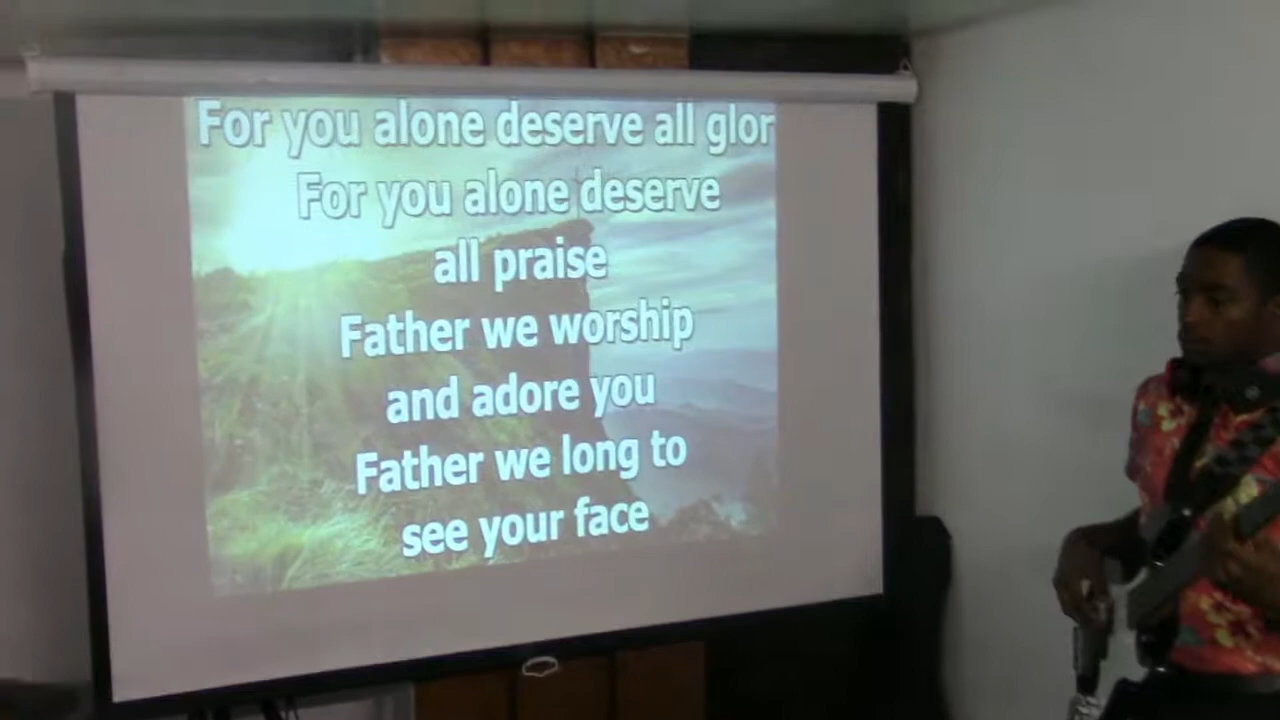 For you alone deserve all glor
For you alone deserve
all praise
Father we worship
and adore you
Father we long to
see your face